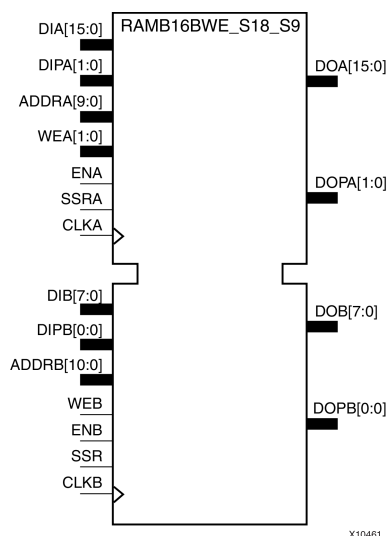 RAMB16BWE_S18_S9
DIA[15:0]
DIPA[1:0]
ADDRA[9:0]
WEA[1:0]
ENA
SSRA
CLKA
DOA[15:0]
DOPA[1:0]
DIB[7:0]
DIPB[0:0]
ADDRB[10:0]
WEB
ENB
SSR
CLKB
DOB[7:0]
DOPB[0:0]
X10461